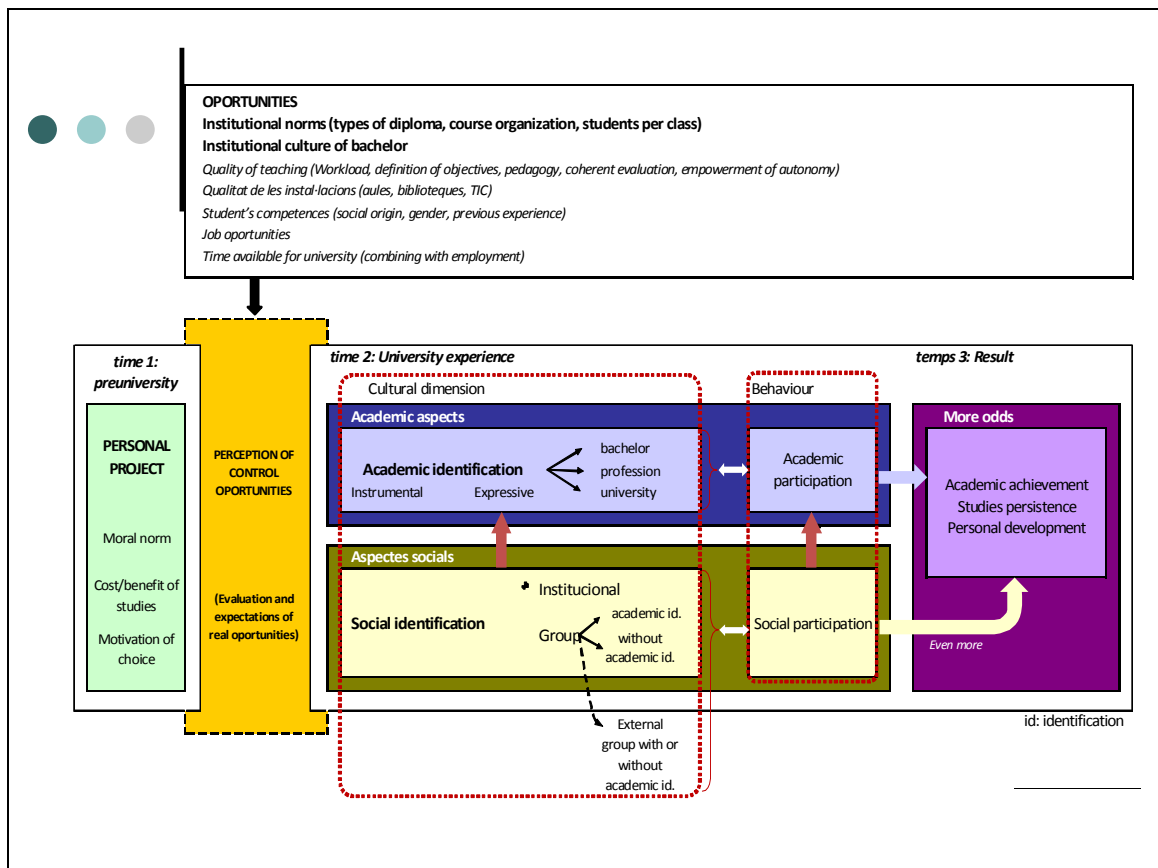 OPORTUNITIES
Institutional norms (types of diploma, course organization, students per class)
Institutional culture of bachelor
Quality of teaching (Workload, definition of objectives, pedagogy, coherent evaluation, empowerment of autonomy)
Qualitat de les instal·lacions (aules, biblioteques, TIC)
Student's competences (social origin, gender, previous experience)
Job oportunities
Time available for university (combining with employment)
time 1:
preuniversity
PERSONAL
PROJECT
Moral norm
Cost/benefit of
studies
Motivation of
choice
PERCEPTION OF
CONTROL
OPORTUNITIES
(Evaluation and
expectations of
real oportunities)
time 2: University experience
Cultural dimension
Behaviour
Academic aspects
Academic identification
Instrumental Expressive
bachelor
profession
university
Academic
participation
Aspectes socials
Social identification
Institucional
Group
academic id.
without
academic id.
External
group with or
without
academic id.
Social participation
temps 3: Result
More odds
Academic achievement
Studies persistence
Personal development
Even more
id: identification